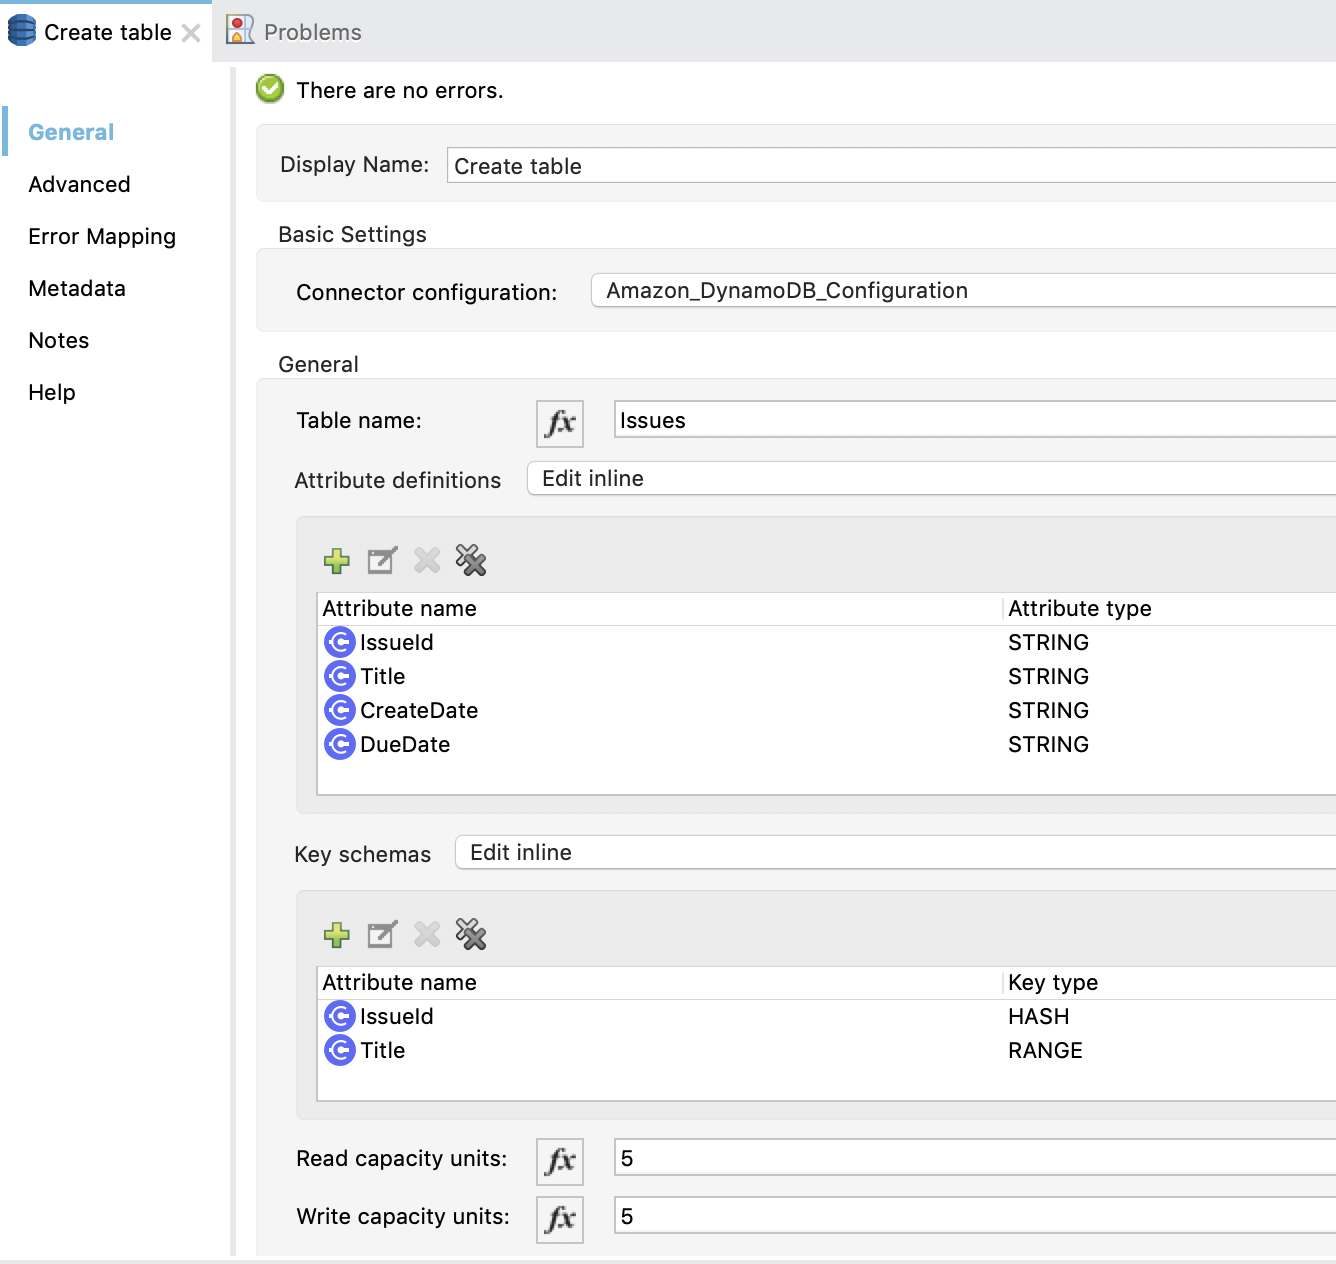 Create table
Problems
There are no errors.
General
Advanced
Error Mapping
Metadata
Notes
Help
Display Name: Create table
Basic Settings
Connector configuration: Amazon_DynamoDB_Configuration
General
Table name: fx Issues
Attribute definitions Edit inline
Attribute name Attribute type
IssueId STRING
Title STRING
CreateDate STRING
DueDate STRING
Key schemas Edit inline
Attribute name Key type
IssueId HASH
Title RANGE
Read capacity units: fx 5
Write capacity units: fx 5